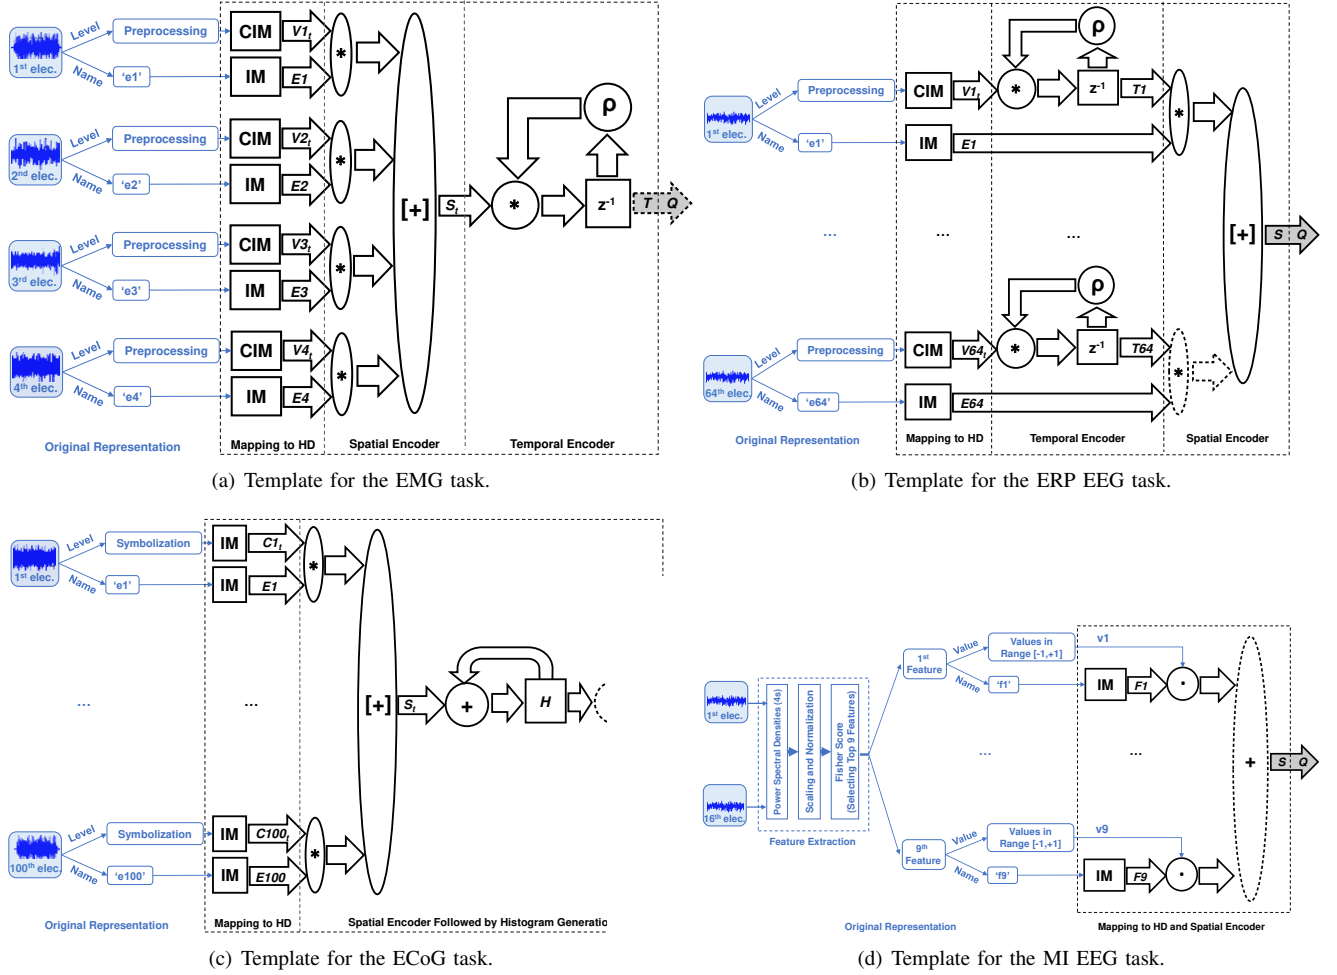 Level
Preprocessing
CIM
V1t
*
1st elec.
Name
'e1'
IM
E1
Level
Preprocessing
CIM
V2t
*
2nd elec.
Name
'e2'
IM
E2
[+]
St
*
ρ
z-1
T Q
Level
Preprocessing
CIM
V3t
*
3rd elec.
Name
'e3'
IM
E3
Level
Preprocessing
CIM
V4t
*
4th elec.
Name
'e4'
IM
E4
Original Representation
Mapping to HD
Spatial Encoder
Temporal Encoder
(a) Template for the EMG task.
Level
Preprocessing
CIM
V1t
*
ρ
z-1
T1
*
1st elec.
Name
'e1'
IM
E1
...
...
...
[+]
S Q
Level
Preprocessing
CIM
V64t
*
ρ
z-1
T64
*
64th elec.
Name
'e64'
IM
E64
Original Representation
Mapping to HD
Temporal Encoder
Spatial Encoder
(b) Template for the ERP EEG task.
Level
Symbolization
IM
C1t
*
1st elec.
Name
'e1'
IM
E1
...
...
[+]
St
+
H
Level
Symbolization
IM
C100t
*
100th elec.
Name
'e100'
IM
E100
Original Representation
Mapping to HD
Spatial Encoder Followed by Histogram Generatio
(c) Template for the ECoG task.
1st elec.
16th elec.
Power Spectral Densities (4s)
Scaling and Normalization
Fisher Score
(Selecting Top 9 Features)
Feature Extraction
1st
Feature
Value
Values in
Range [-1,+1]
v1
Name
'f1'
IM
F1
·
...
...
+
S Q
9th
Feature
Value
Values in
Range [-1,+1]
v9
Name
'f9'
IM
F9
·
Original Representation
Mapping to HD and Spatial Encoder
(d) Template for the MI EEG task.